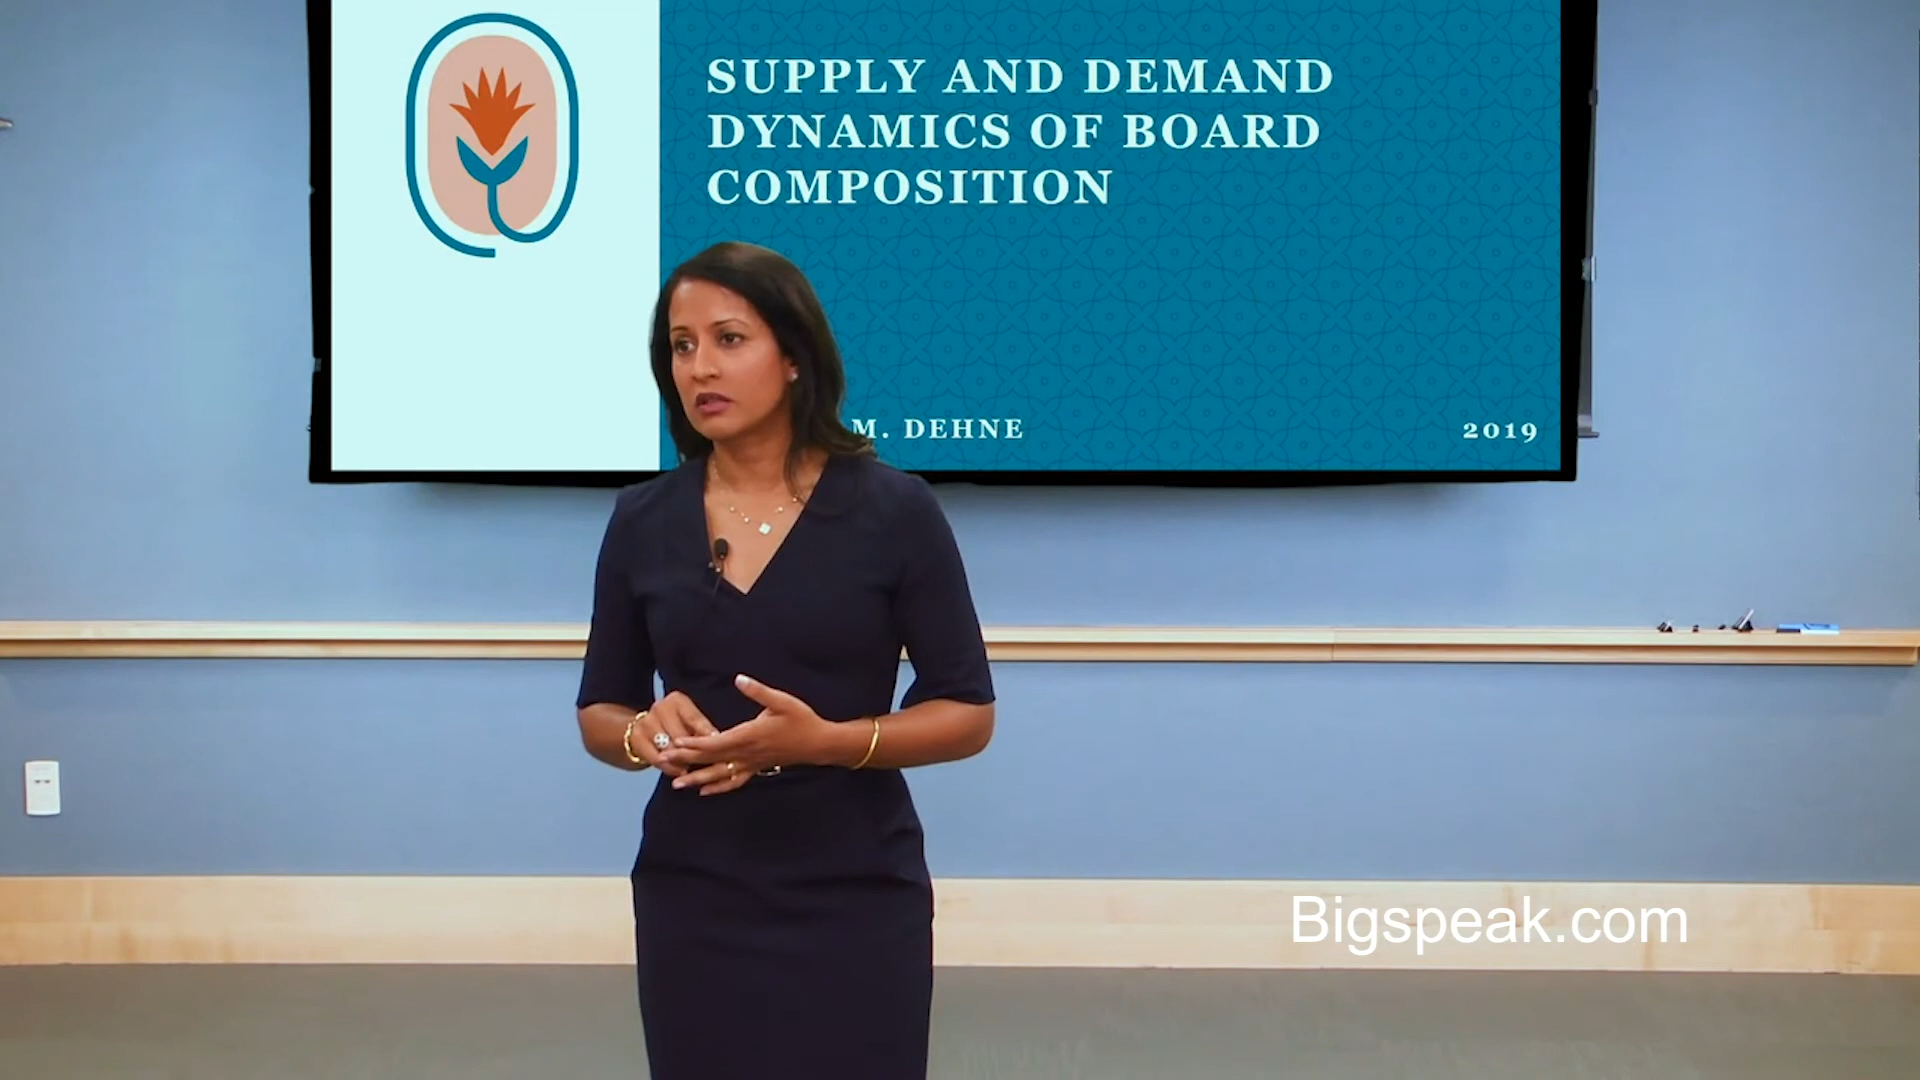 SUPPLY AND DEMAND
DYNAMICS OF BOARD
COMPOSITION
M. DEHNE
2019
Bigspeak.com